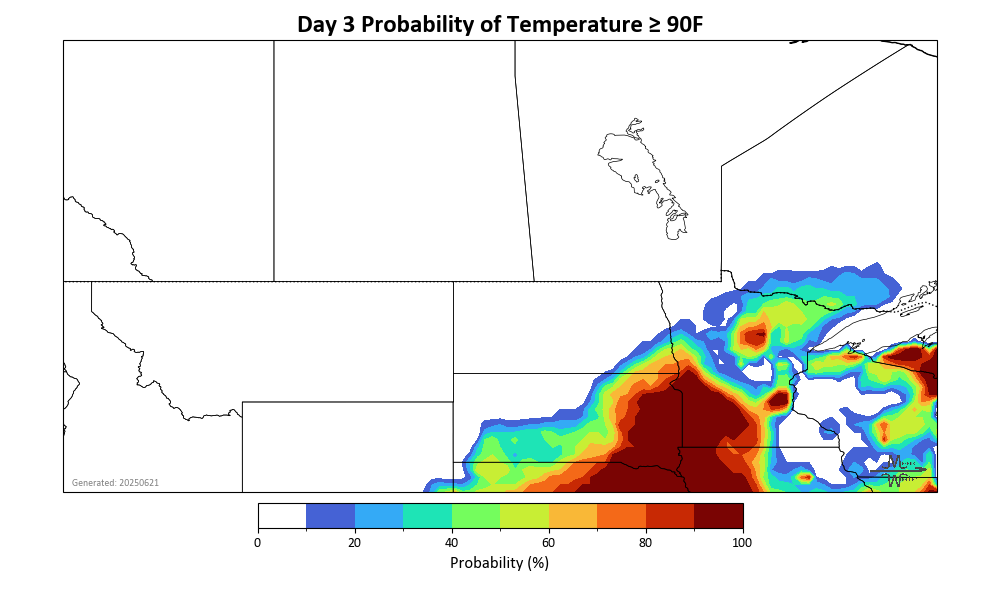 Day 3 Probability of Temperature ≥ 90F
Generated: 20250621
0 20 40 60 80 100
Probability (%)